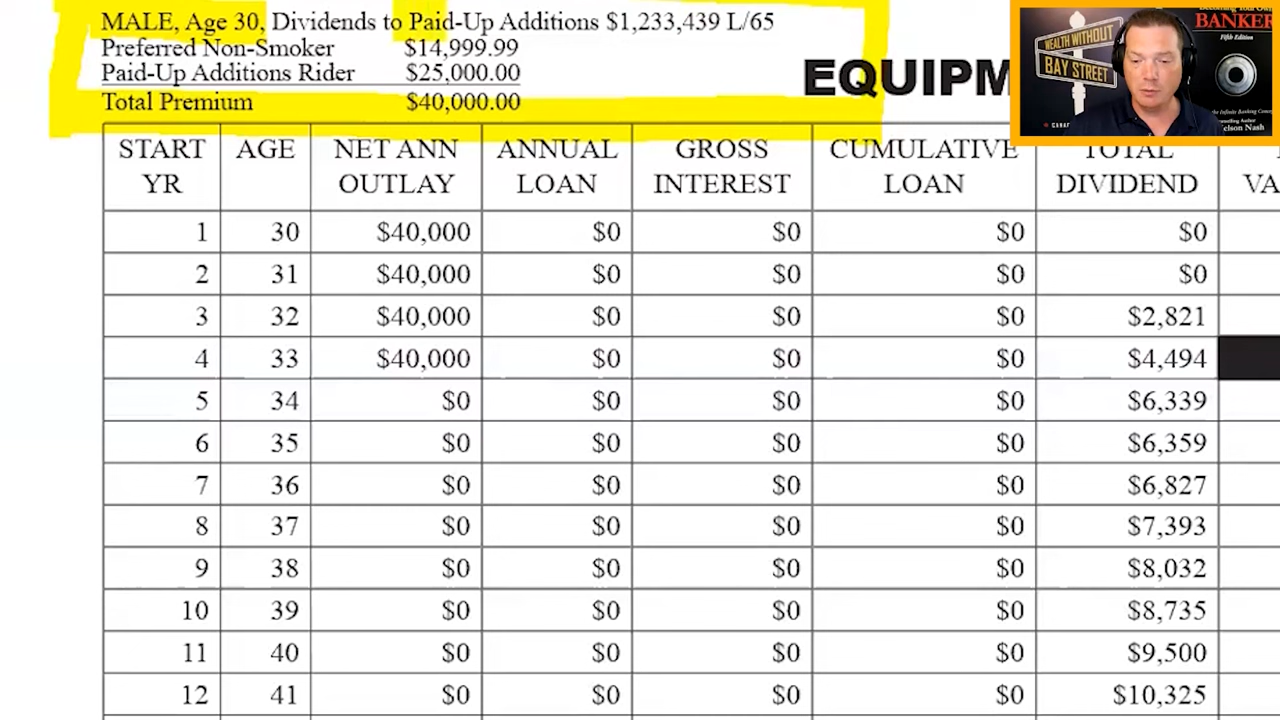 MALE, Age 30, Dividends to Paid-Up Additions $1,233,439 L/65
Preferred Non-Smoker $14,999.99
Paid-Up Additions Rider $25,000.00
Total Premium $40,000.00
WEALTH WITHOUT
BAY STREET
BANKER
Fifth Edition
the Infinite Banking Concept
START YR AGE NET ANN OUTLAY ANNUAL LOAN GROSS INTEREST CUMULATIVE LOAN TOTAL DIVIDEND
1 30 $40,000 $0 $0 $0 $0
2 31 $40,000 $0 $0 $0 $0
3 32 $40,000 $0 $0 $0 $2,821
4 33 $40,000 $0 $0 $0 $4,494
5 34 $0 $0 $0 $0 $6,339
6 35 $0 $0 $0 $0 $6,359
7 36 $0 $0 $0 $0 $6,827
8 37 $0 $0 $0 $0 $7,393
9 38 $0 $0 $0 $0 $8,032
10 39 $0 $0 $0 $0 $8,735
11 40 $0 $0 $0 $0 $9,500
12 41 $0 $0 $0 $0 $10,325